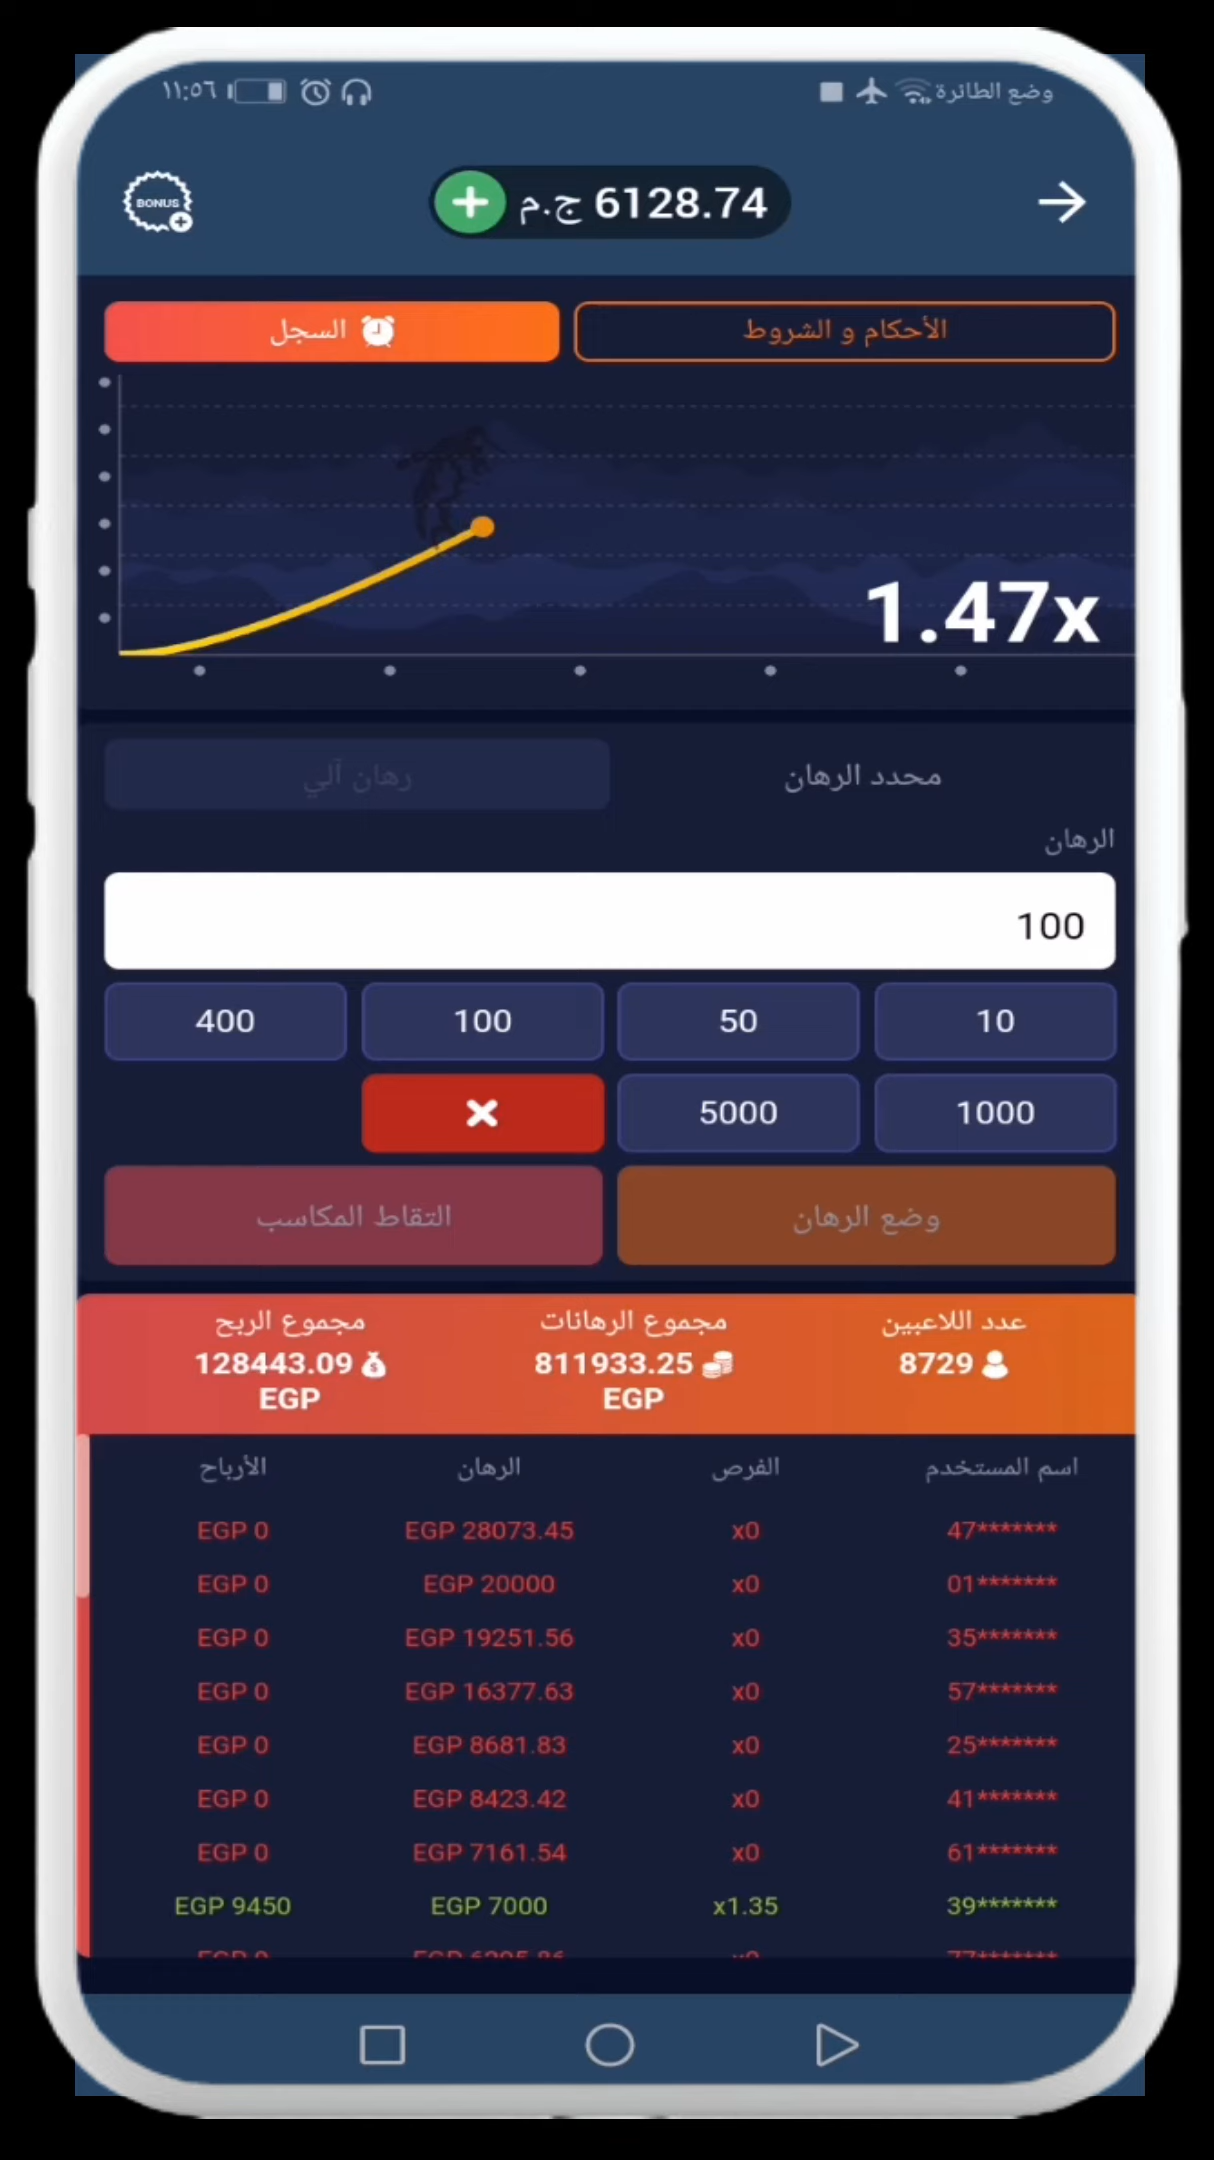 ١١:٥٦
وضع الطائرة
BONUS
6128.74 ج.م
الأحكام و الشروط
السجل
1.47x
محدد الرهان
رهان آلي
الرهان
100
10
50
100
400
1000
5000
وضع الرهان
التقاط المكاسب
عدد اللاعبين
8729
مجموع الرهانات
811933.25
EGP
مجموع الربح
128443.09
EGP
اسم المستخدم الفرص الرهان الأرباح
47******* x0 EGP 28073.45 EGP 0
01******* x0 EGP 20000 EGP 0
35******* x0 EGP 19251.56 EGP 0
57******* x0 EGP 16377.63 EGP 0
25******* x0 EGP 8681.83 EGP 0
41******* x0 EGP 8423.42 EGP 0
61******* x0 EGP 7161.54 EGP 0
39******* x1.35 EGP 7000 EGP 9450